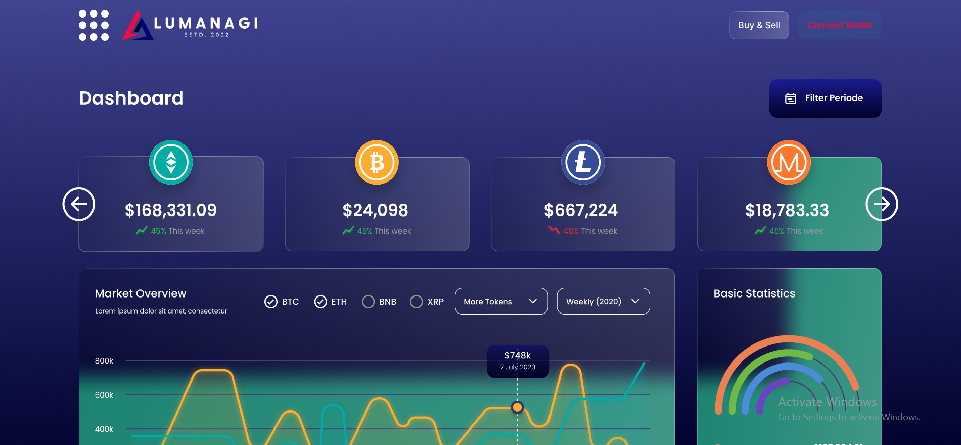 LUMANAGI
ESTD. 2022
Buy & Sell
Connect Wallet
Dashboard
Filter Periode
$168,331.09
45% This week
$24,098
45% This week
$667,224
45% This week
$18,783.33
45% This week
Market Overview
Lorem ipsum dolor sit amet, consectetur
BTC
ETH
BNB
XRP
More Tokens
Weekly (2020)
Basic Statistics
800k
$748k
2 July 2020
600k
400k
Activate Windows
Go to Settings to activate Windows.